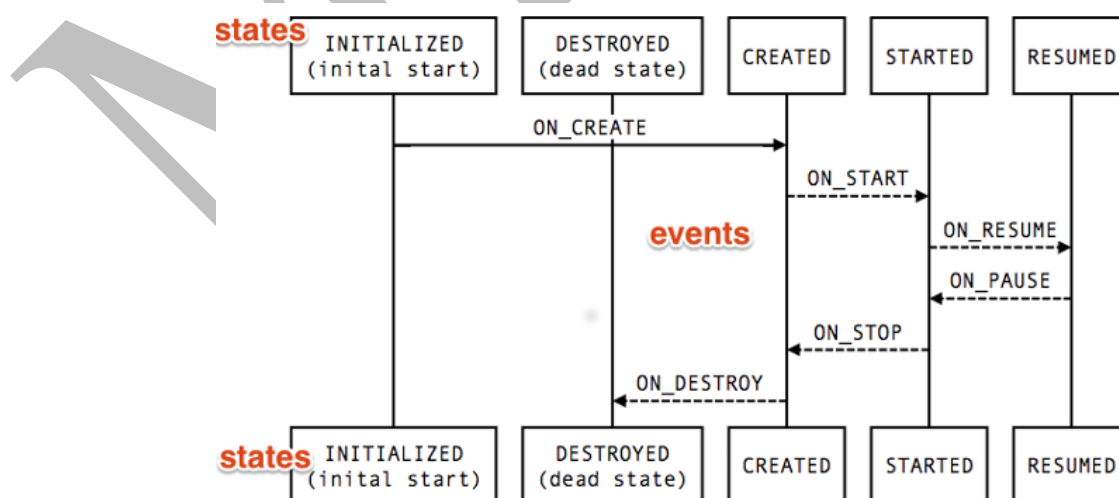 states
INITIALIZED
(inital start)
DESTROYED
(dead state)
CREATED
STARTED
RESUMED
ON_CREATE
ON_START
events
ON_RESUME
ON_PAUSE
ON_STOP
ON_DESTROY
states
INITIALIZED
(inital start)
DESTROYED
(dead state)
CREATED
STARTED
RESUMED